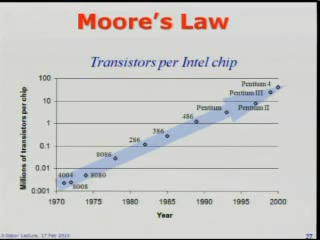 Moore's Law
Transistors per Intel chip
Millions of transistors per chip
100
10
1
0.1
0.01
0.001
Pentium 4
Pentium III
Pentium
Pentium II
486
386
286
8086
4004
8080
8008
1970
1975
1980
1985
1990
1995
2000
Year
Lecture, 17 Feb 2010
27